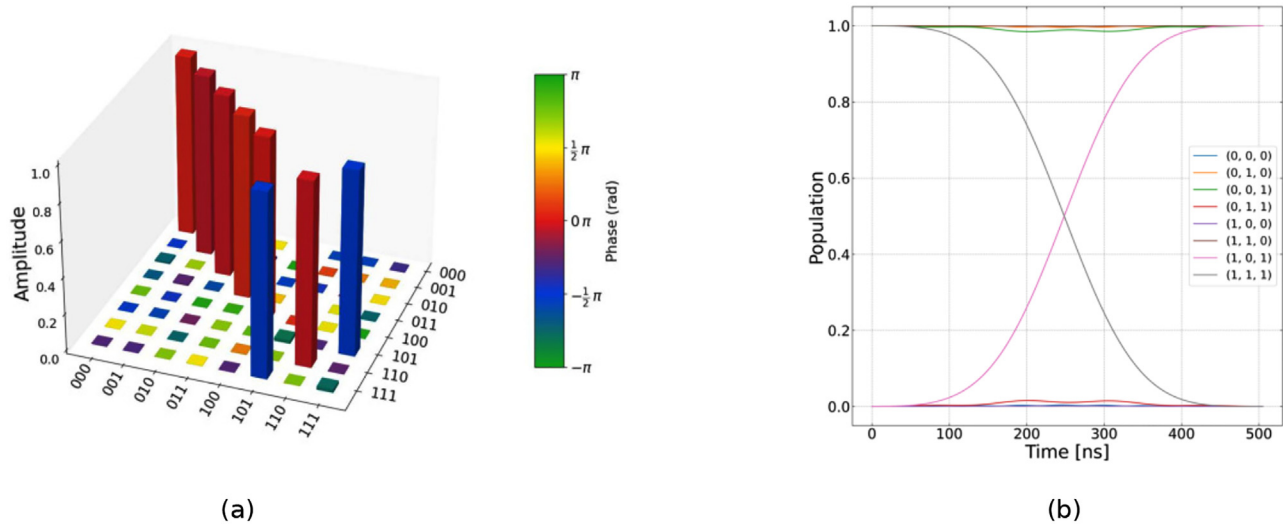 1.0
0.8
0.6
0.4
0.2
0.0
Amplitude
000
001
010
011
100
101
110
111
000
001
010
011
100
101
110
111
π
1/2 π
0 π
−1/2 π
−π
Phase (rad)
(a)
1.0
0.8
0.6
0.4
0.2
0.0
Population
0
100
200
300
400
500
Time [ns]
(0, 0, 0)
(0, 1, 0)
(0, 0, 1)
(0, 1, 1)
(1, 0, 0)
(1, 1, 0)
(1, 0, 1)
(1, 1, 1)
(b)